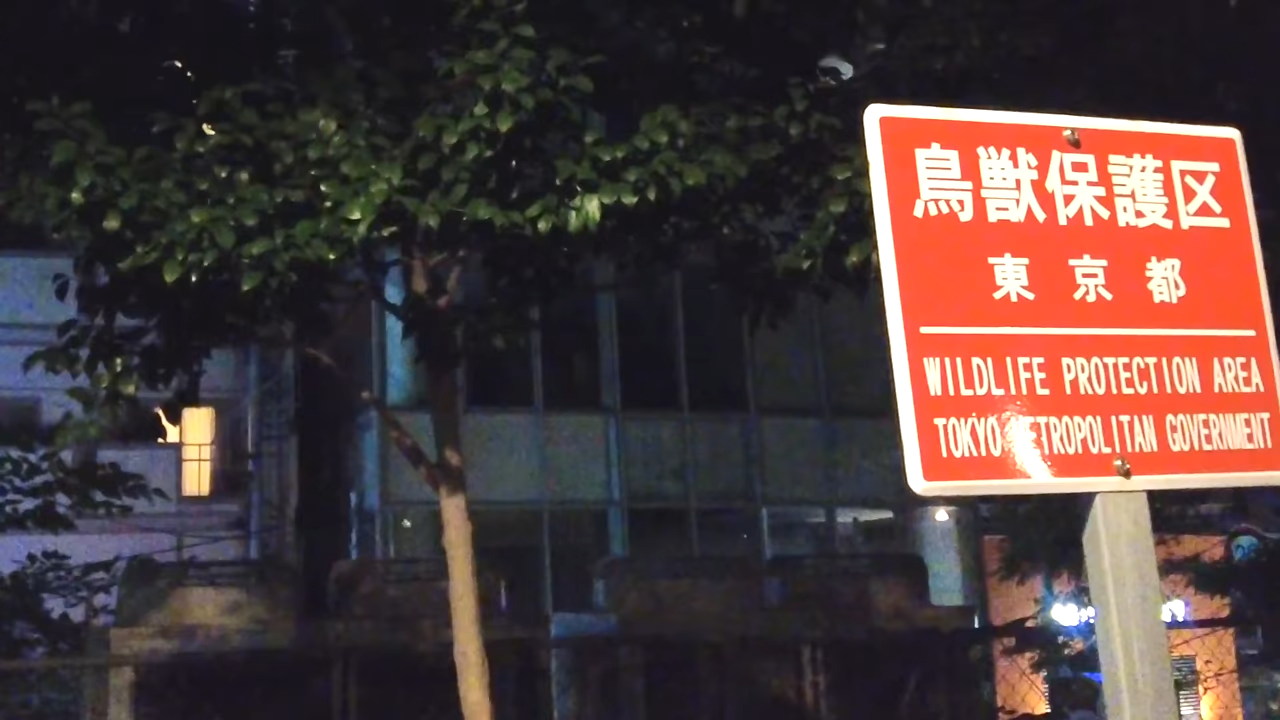 鳥獣保護区
東京都
WILDLIFE PROTECTION AREA
TOKYO METROPOLITAN GOVERNMENT